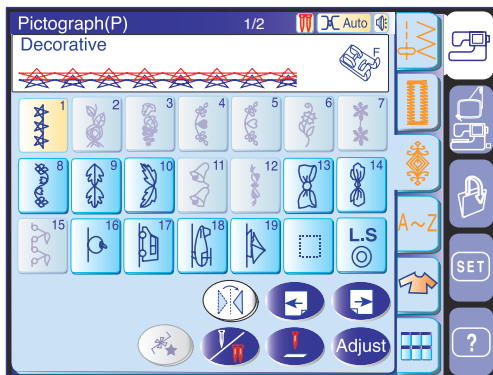 Pictograph(P) 1/2 Auto
Decorative
F
1 2 3 4 5 6 7
8 9 10 11 12 13 14
A~Z
15 16 17 18 19 L.S
SET
Adjust
?